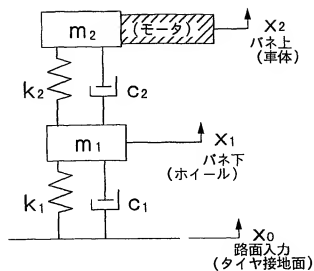 m2 (モータ) X2
バネ上
(車体)
k2 c2
m1 X1
バネ下
(ホイール)
k1 c1
X0
路面入力
(タイヤ接地面)